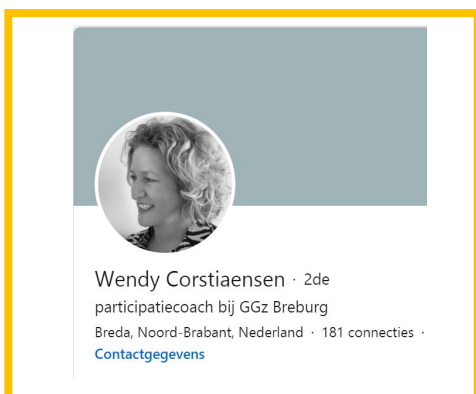 Wendy Corstiaensen · 2de
participatiecoach bij GGz Breburg
Breda, Noord-Brabant, Nederland · 181 connecties ·
Contactgegevens